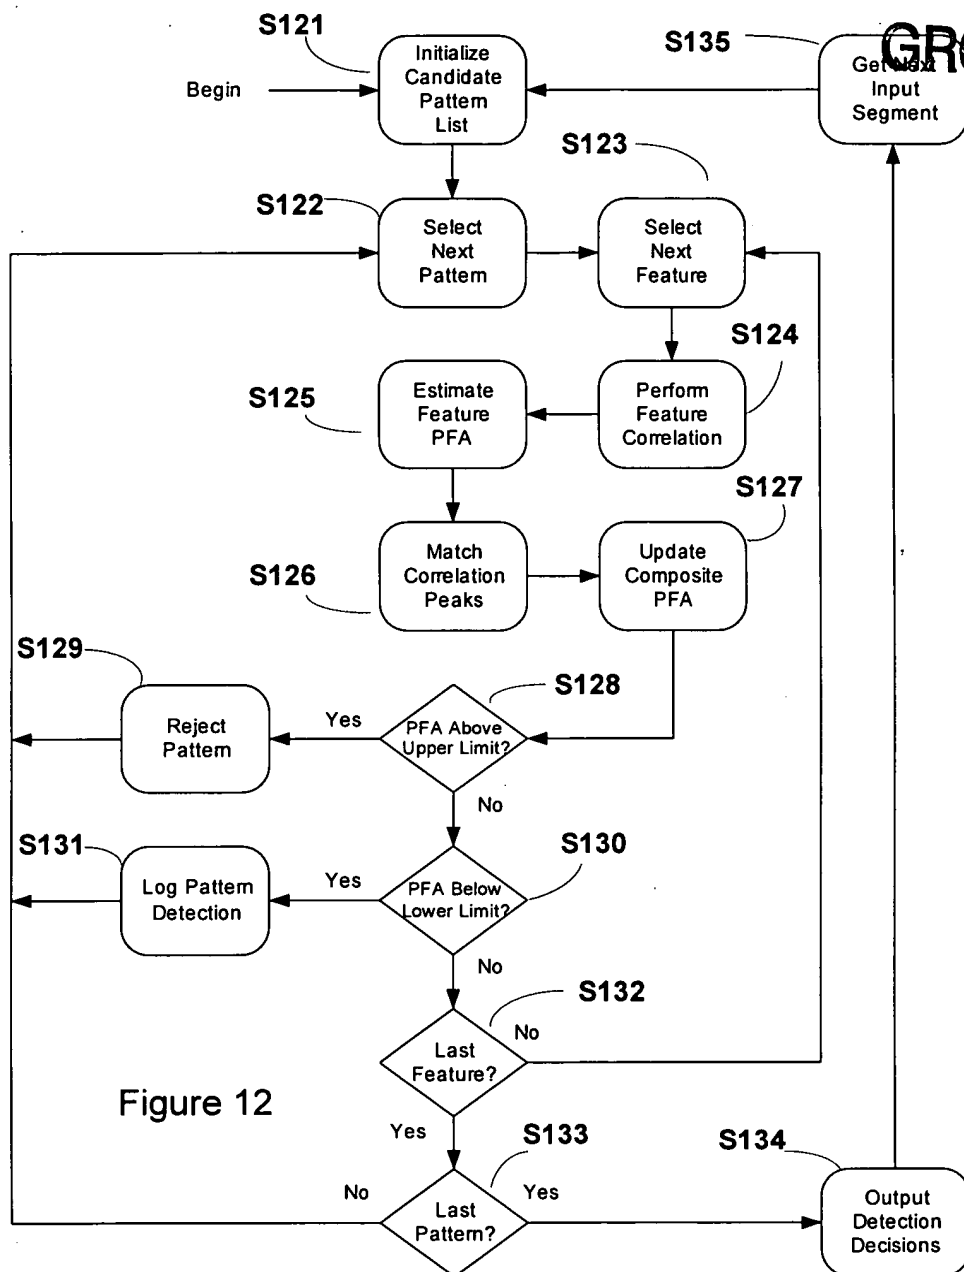 S121
S135
GR
Begin
Initialize
Candidate
Pattern
List
Get Next
Input
Segment
S123
S122
Select
Next
Pattern
Select
Next
Feature
S124
S125
Estimate
Feature
PFA
Perform
Feature
Correlation
S127
S126
Match
Correlation
Peaks
Update
Composite
PFA
S129
S128
Reject
Pattern
Yes
PFA Above
Upper Limit?
No
S131
S130
Log Pattern
Detection
Yes
PFA Below
Lower Limit?
No
S132
No
Last
Feature?
Figure 12
Yes
S133
S134
No
Last
Pattern?
Yes
Output
Detection
Decisions